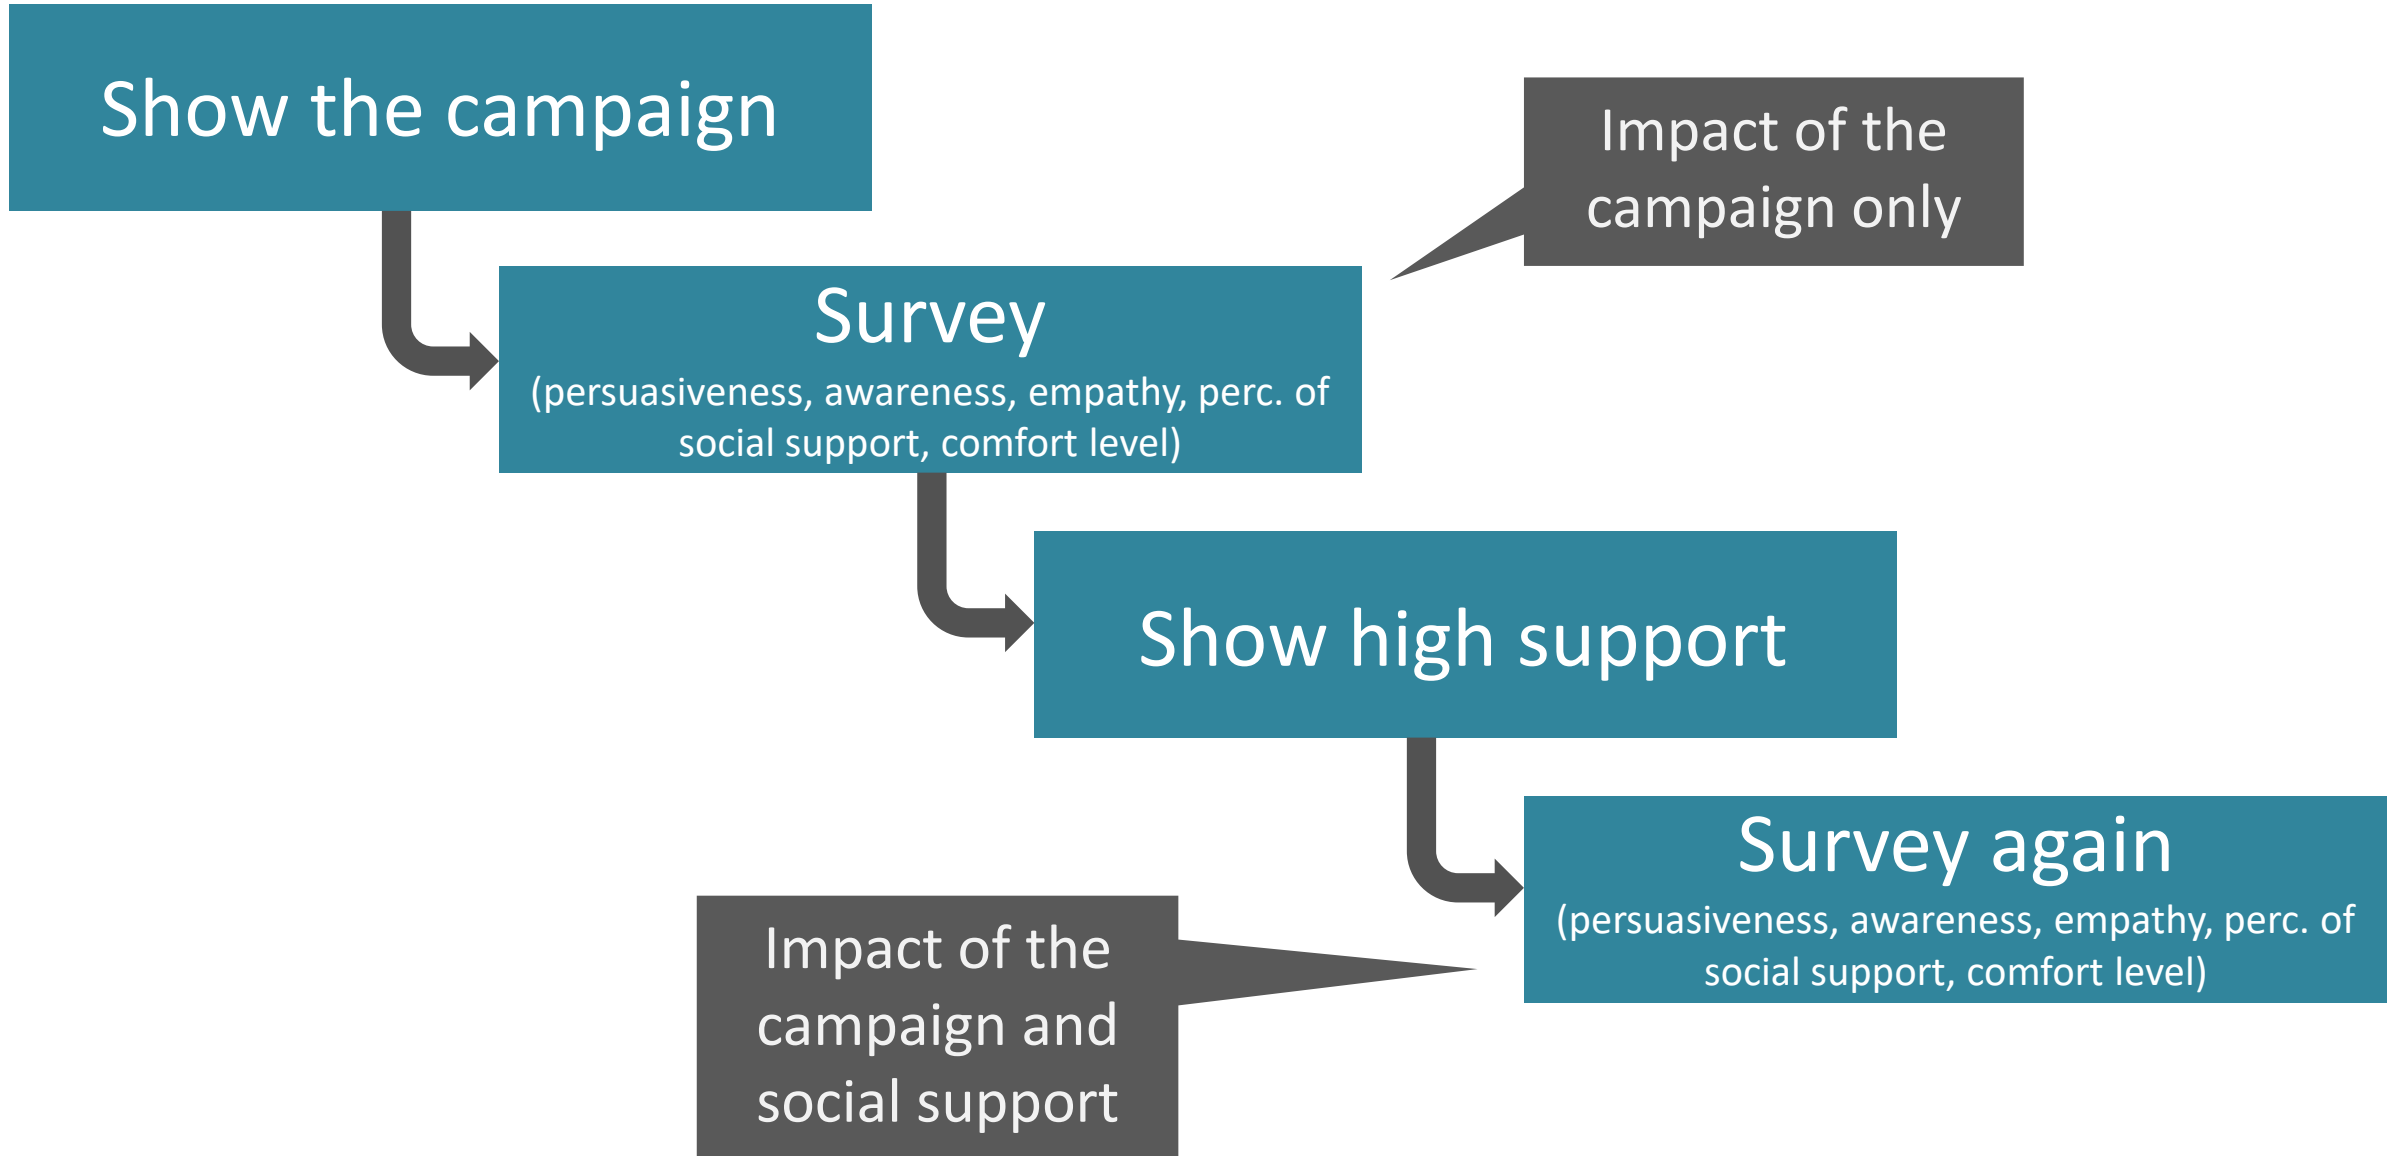 Show the campaign
Impact of the
campaign only
Survey
(persuasiveness, awareness, empathy, perc. of
social support, comfort level)
Show high support
Survey again
(persuasiveness, awareness, empathy, perc. of
social support, comfort level)
Impact of the
campaign and
social support